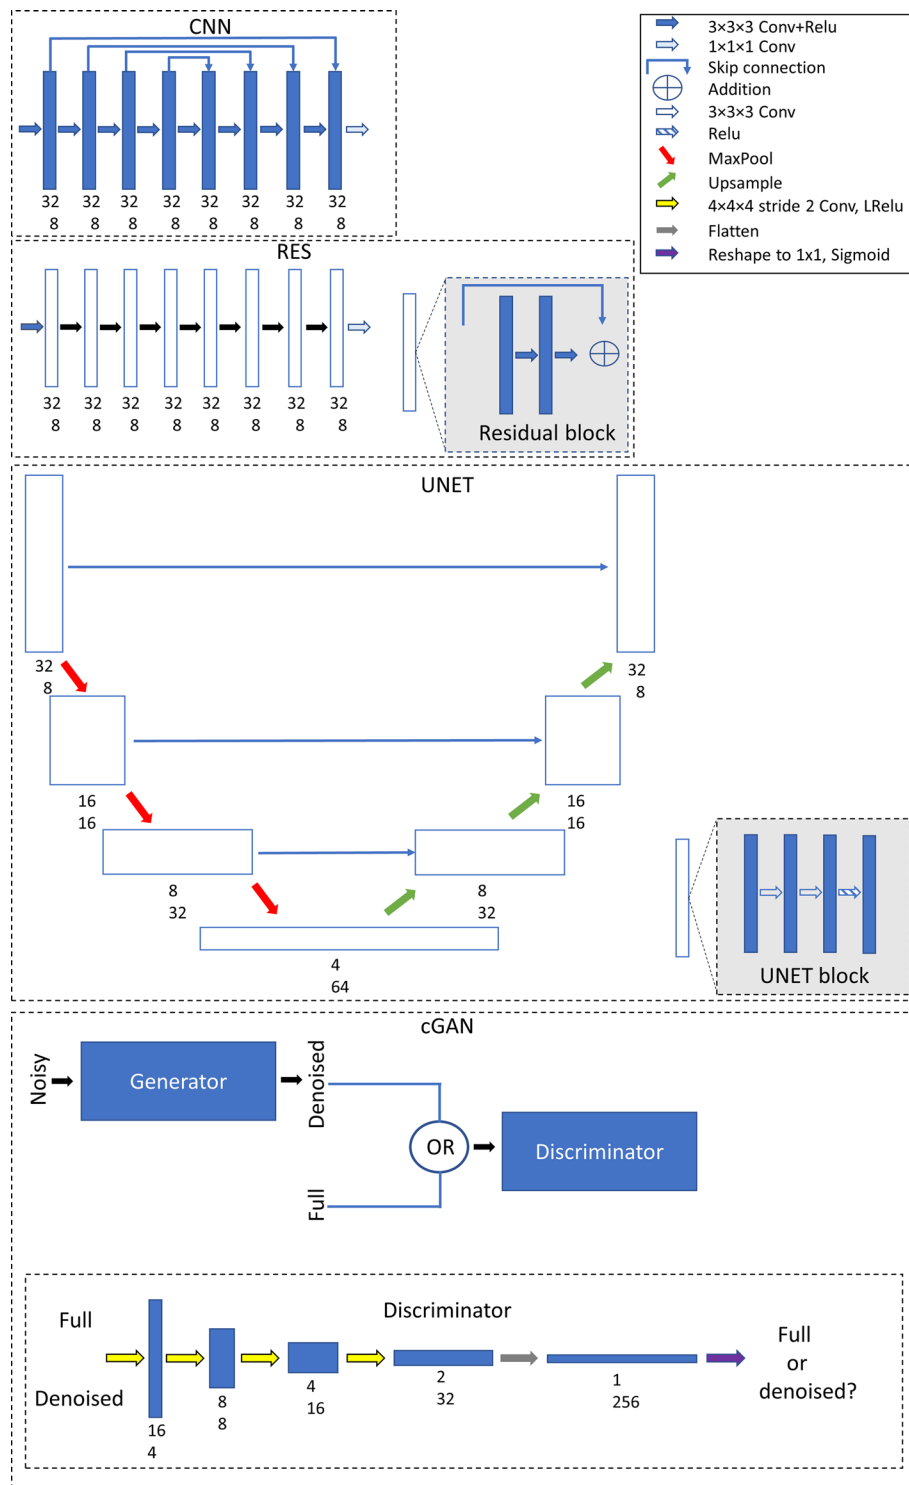 CNN
32 32 32 32 32 32 32 32
8 8 8 8 8 8 8 8
3×3×3 Conv+Relu
1×1×1 Conv
Skip connection
Addition
3×3×3 Conv
Relu
MaxPool
Upsample
4×4×4 stride 2 Conv, LRelu
Flatten
Reshape to 1x1, Sigmoid
RES
32 32 32 32 32 32 32 32
8 8 8 8 8 8 8 8
Residual block
UNET
32
8
32
8
16
16
16
16
8
32
8
32
4
64
UNET block
cGAN
Noisy
Generator
Denoised
OR
Discriminator
Full
Discriminator
Full
Denoised
16
4
8
8
4
16
2
32
1
256
Full
or
denoised?